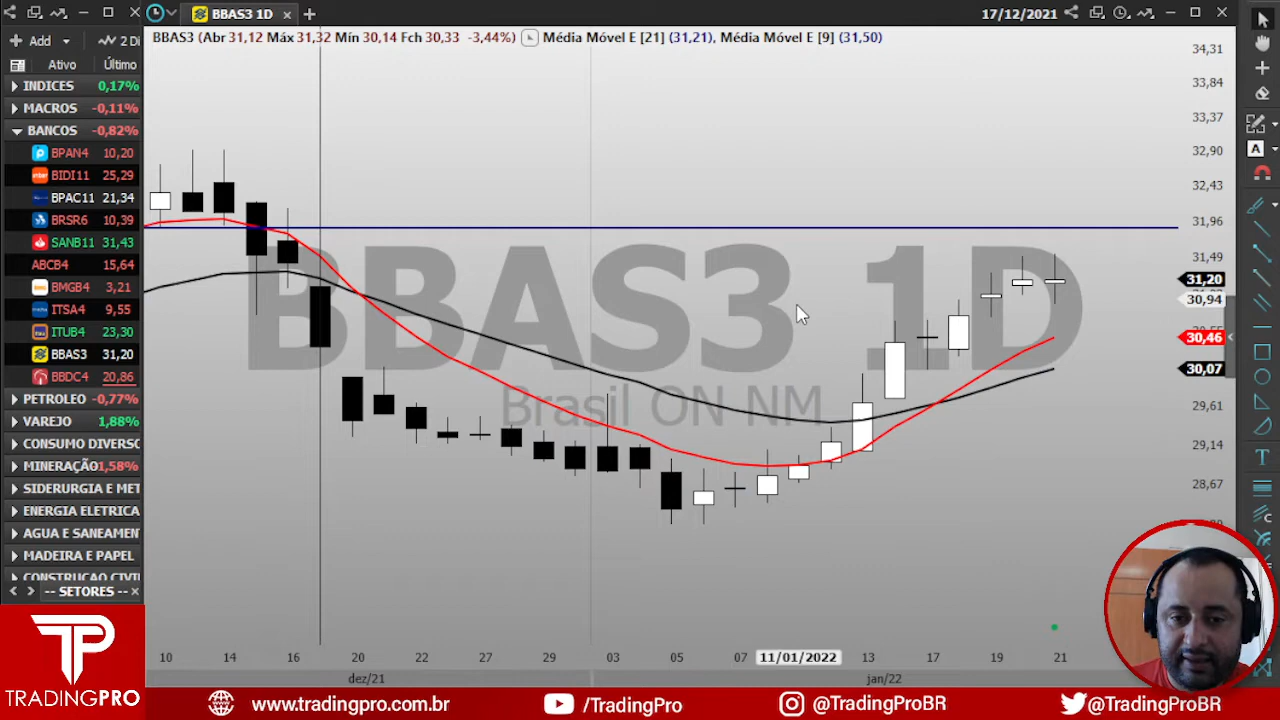 BBAS3 1D
17/12/2021
Add
2 Di
BBAS3 (Abr 31,12 Máx 31,32 Mín 30,14 Fch 30,33 -3,44%) Média Móvel E [21] (31,21), Média Móvel E [9] (31,50)
Ativo Último
INDICES 0,17%
MACROS -0,11%
BANCOS -0,82%
BPAN4 10,20
BIDI11 25,29
BPAC11 21,34
BRSR6 10,39
SANB11 31,43
ABCB4 15,64
BMGB4 3,21
ITSA4 9,55
ITUB4 23,30
BBAS3 31,20
BBDC4 20,86
PETROLEO -0,77%
VAREJO 1,88%
CONSUMO DIVERSO
MINERAÇÃO 1,58%
SIDERURGIA E MET
ENERGIA ELETRICA
AGUA E SANEAMEN
MADEIRA E PAPEL
CONSTRUCAO CIVI
-- SETORES --
BBAS3 1D
Brasil ON NM
34,31
33,84
33,37
32,90
32,43
31,96
31,49
31,20
30,94
30,46
30,07
29,61
29,14
28,67
10 14 16 20 22 27 29 03 05 07 11/01/2022 13 17 19 21
dez/21 jan/22
A
T
TRADINGPRO
www.tradingpro.com.br
/TradingPro
@TradingProBR
@TradingProBR